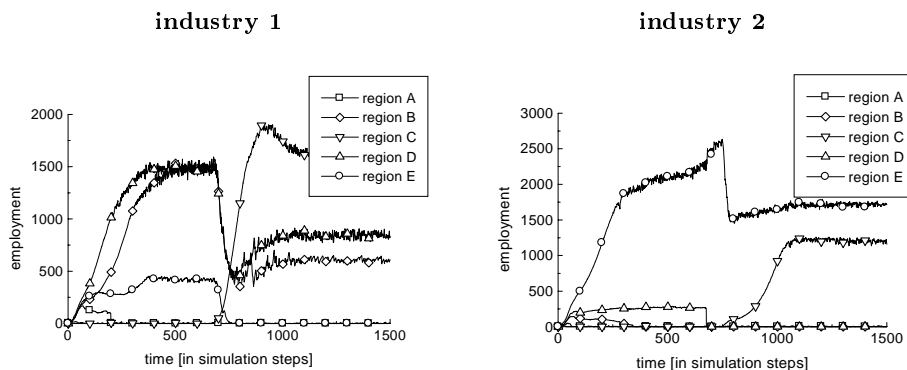 industry 1
region A
region B
region C
region D
region E
2000
1500
1000
500
0
employment
0 500 1000 1500
time [in simulation steps]
industry 2
region A
region B
region C
region D
region E
3000
2500
2000
1500
1000
500
0
employment
0 500 1000 1500
time [in simulation steps]